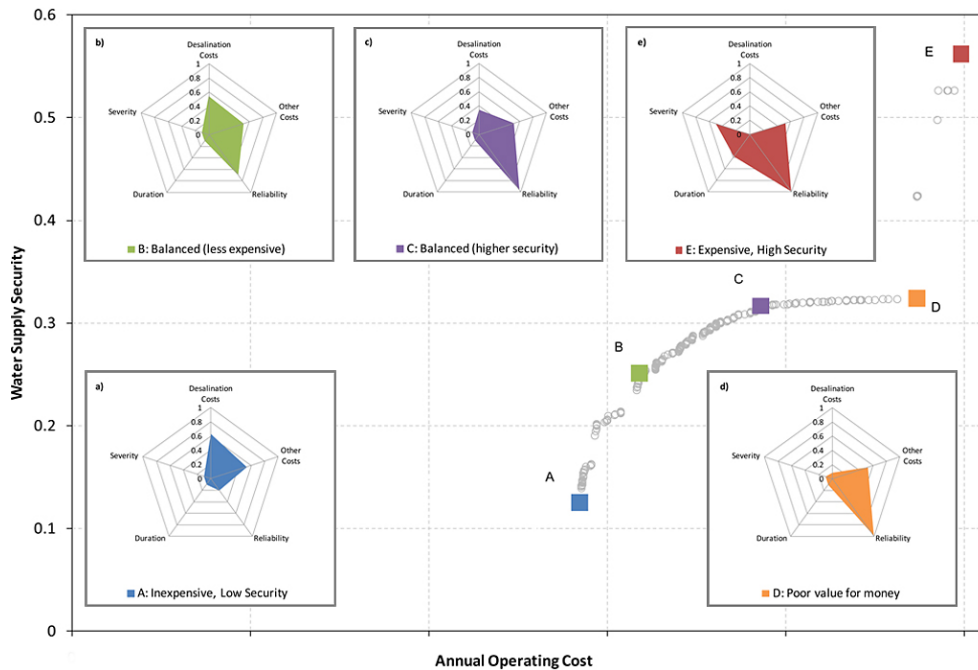 0.6
0.5
0.4
0.3
0.2
0.1
0
Water Supply Security
Annual Operating Cost
b)
Desalination
Costs
1
0.8
0.6
0.4
0.2
0
Other
Costs
Reliability
Duration
Severity
B: Balanced (less expensive)
c)
Desalination
Costs
1
0.8
0.6
0.4
0.2
0
Other
Costs
Reliability
Duration
Severity
C: Balanced (higher security)
e)
Desalination
Costs
1
0.8
0.6
0.4
0.2
0
Other
Costs
Reliability
Duration
Severity
E: Expensive, High Security
E
C
D
B
A
a)
Desalination
Costs
1
0.8
0.6
0.4
0.2
0
Other
Costs
Reliability
Duration
Severity
A: Inexpensive, Low Security
d)
Desalination
Costs
1
0.8
0.6
0.4
0.2
0
Other
Costs
Reliability
Duration
Severity
D: Poor value for money